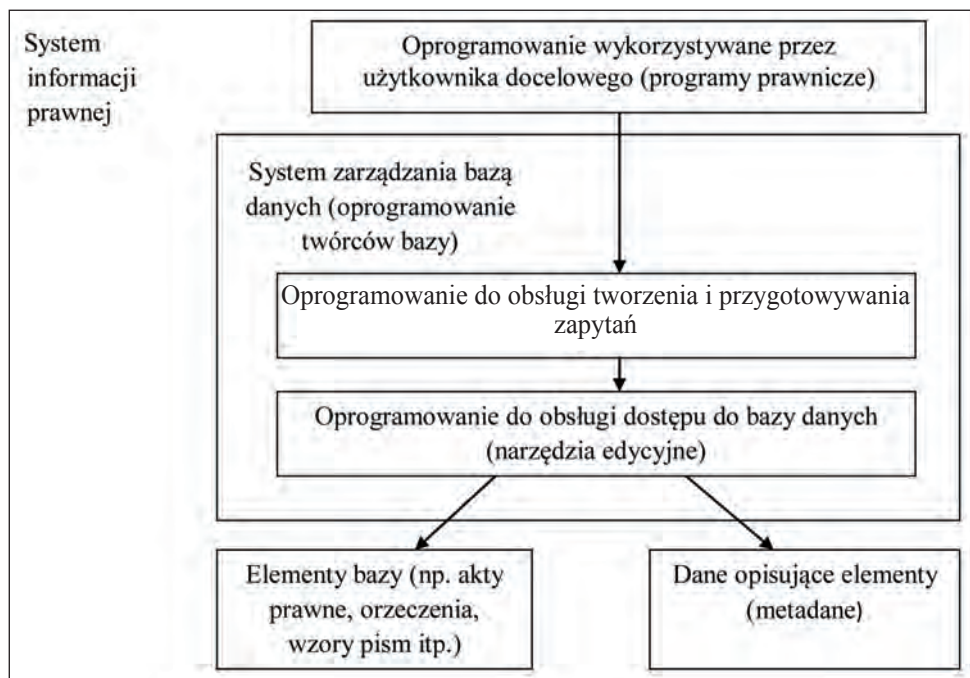 System
informacji
prawnej
Oprogramowanie wykorzystywane przez
użytkownika docelowego (programy prawnicze)
System zarządzania bazą
danych (oprogramowanie
twórców bazy)
Oprogramowanie do obsługi tworzenia i przygotowywania
zapytań
Oprogramowanie do obsługi dostępu do bazy danych
(narzędzia edycyjne)
Elementy bazy (np. akty
prawne, orzeczenia,
wzory pism itp.)
Dane opisujące elementy
(metadane)